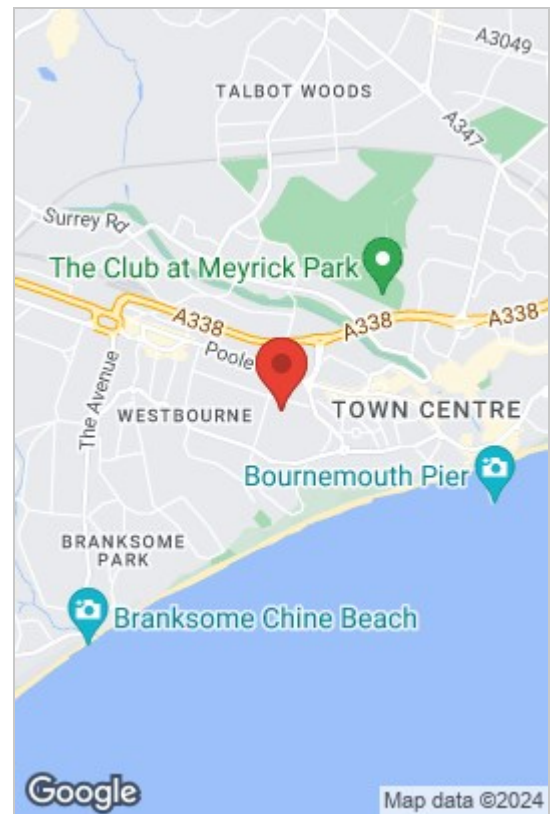 A3049
TALBOT WOODS
A347
Surrey Rd
The Club at Meyrick Park
A338
A338
A338
Poole
The Avenue
WESTBOURNE
TOWN CENTRE
Bournemouth Pier
BRANKSOME
PARK
Branksome Chine Beach
Google
Map data ©2024